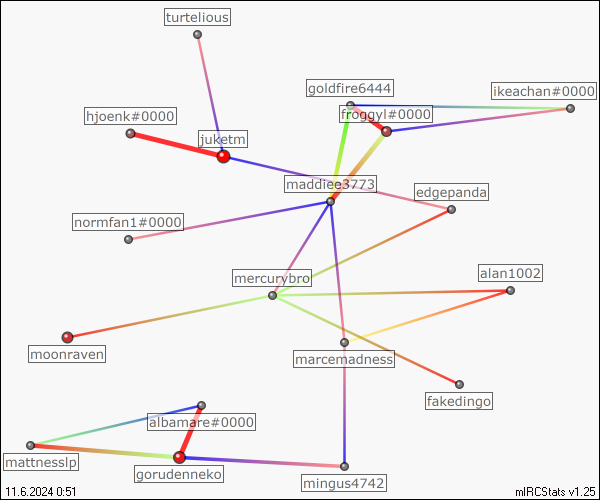 turtelious
goldfire6444
ikeachan#0000
hjoenk#0000
froggyl#0000
juketm
maddiee3773
edgepanda
normfan1#0000
mercurybro
alan1002
moonraven
marcemadness
fakedingo
albamare#0000
mattnesslp
gorudenneko
mingus4742
11.6.2024 0:51
mIRCStats v1.25